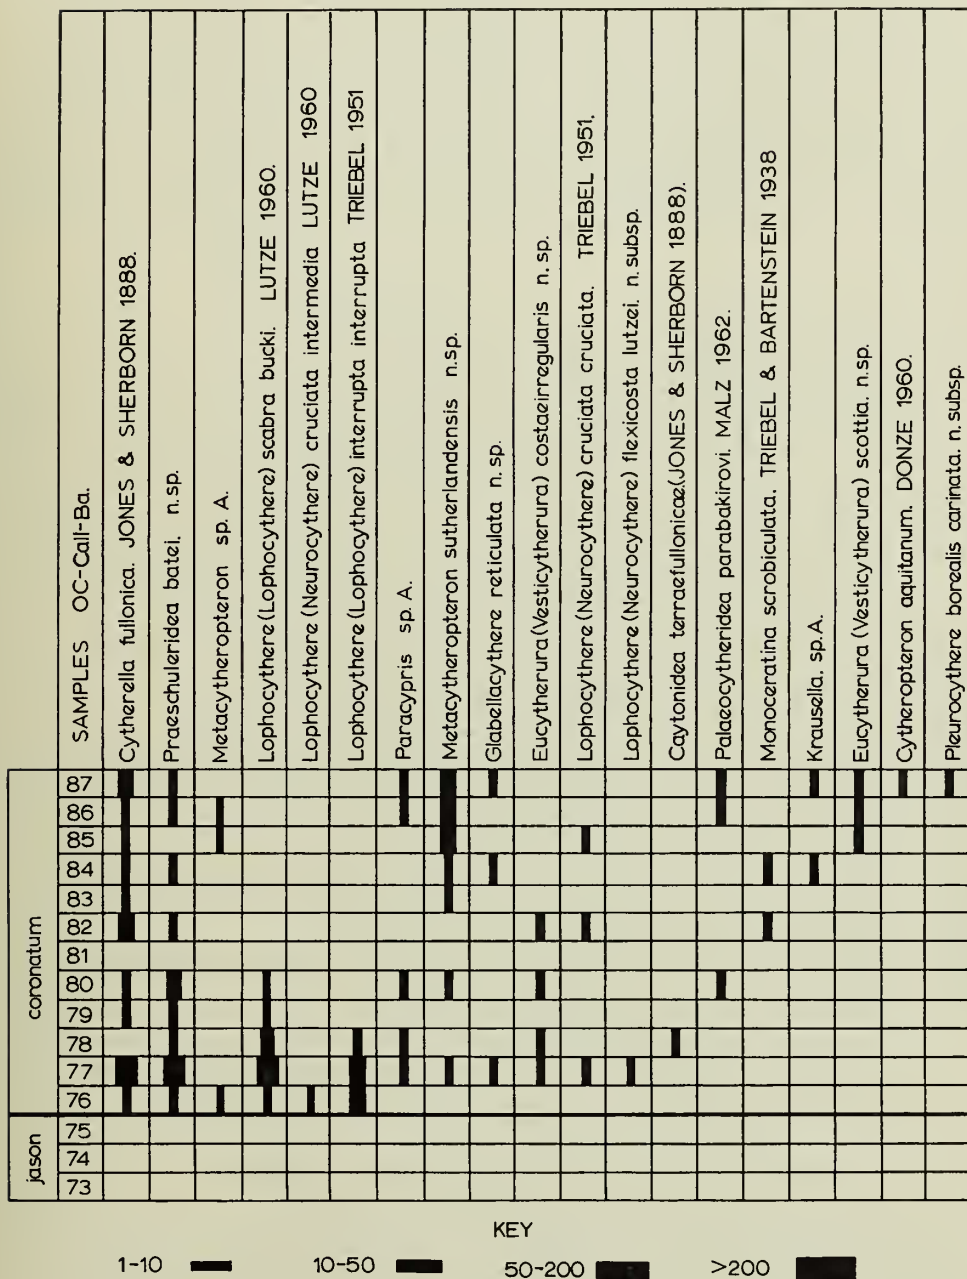 SAMPLES OC-Call-Ba.
Cytherella fullonica. JONES & SHERBORN 1888.
Praeschuleridea batei. n.sp.
Metacytheropteron sp. A.
Lophocythere (Lophocythere) scabra bucki. LUTZE 1960.
Lophocythere (Neurocythere) cruciata intermedia LUTZE 1960
Lophocythere (Lophocythere) interrupta interrupta TRIEBEL 1951
Paracypris sp. A.
Metacytheropteron sutherlandensis n.sp.
Glabellacythere reticulata n. sp.
Eucytherura (Vesticytherura) costaeirregularis n. sp.
Lophocythere (Neurocythere) cruciata cruciata. TRIEBEL 1951.
Lophocythere (Neurocythere) flexicosta lutzei. n. subsp.
Caytonidea terraefullonicae.(JONES & SHERBORN 1888).
Palaeocytheridea parabakirovi. MALZ 1962.
Monoceratina scrobiculata. TRIEBEL & BARTENSTEIN 1938
Krausella. sp. A.
Eucytherura (Vesticytherura) scottia. n.sp.
Cytheropteron aquitanum. DONZE 1960.
Pleurocythere borealis carinata. n. subsp.
coronatum
87
86
85
84
83
82
81
80
79
78
77
76
jason
75
74
73
KEY
1-10 10-50 50-200 >200